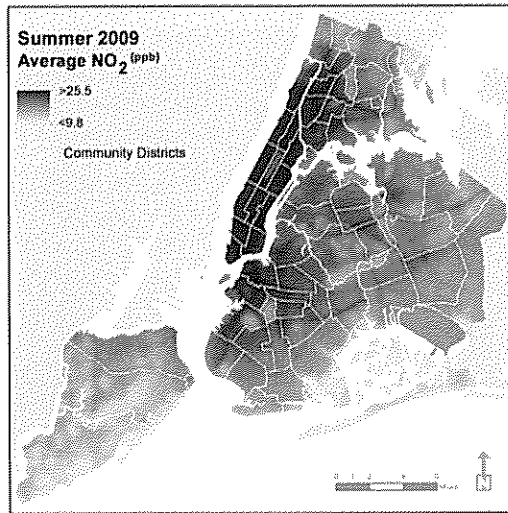 Summer 2009
Average NO2 (ppb)
>25.5
<9.8
Community Districts
N